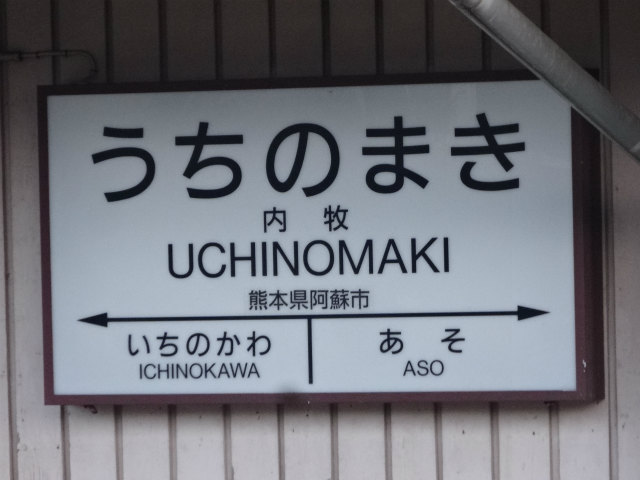 うちのまき
内牧
UCHINOMAKI
熊本県阿蘇市
いちのかわ あそ
ICHINOKAWA ASO